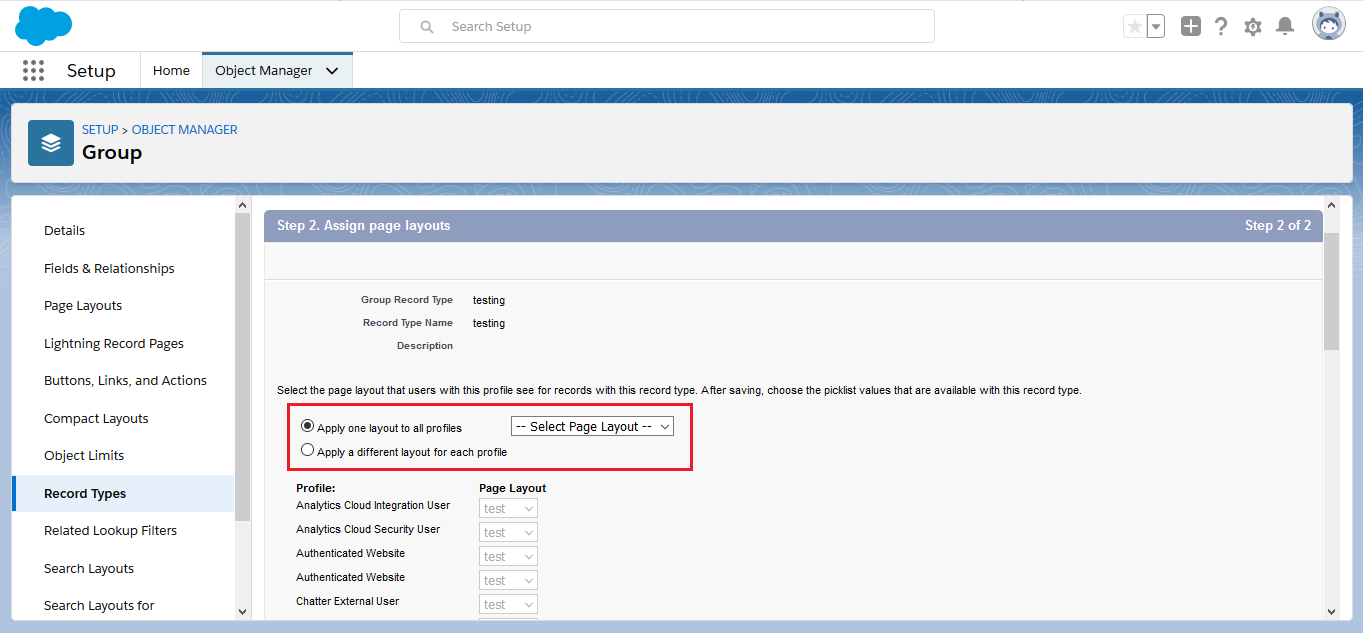 Search Setup
Setup
Home
Object Manager
SETUP > OBJECT MANAGER
Group
Details
Fields & Relationships
Page Layouts
Lightning Record Pages
Buttons, Links, and Actions
Compact Layouts
Object Limits
Record Types
Related Lookup Filters
Search Layouts
Search Layouts for
Step 2. Assign page layouts
Step 2 of 2
Group Record Type testing
Record Type Name testing
Description
Select the page layout that users with this profile see for records with this record type. After saving, choose the picklist values that are available with this record type.
Apply one layout to all profiles -- Select Page Layout --
Apply a different layout for each profile
Profile: Page Layout
Analytics Cloud Integration User test
Analytics Cloud Security User test
Authenticated Website test
Authenticated Website test
Chatter External User test